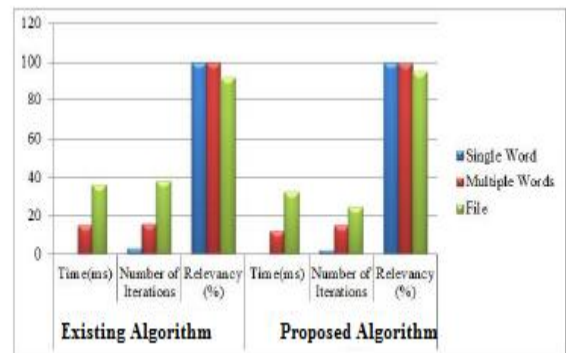 120
100
80
60
40
20
0
Time(ms) Number of Iterations Relevancy (%) Time(ms) Number of Iterations Relevancy (%)
Existing Algorithm Proposed Algorithm
Single Word
Multiple Words
File